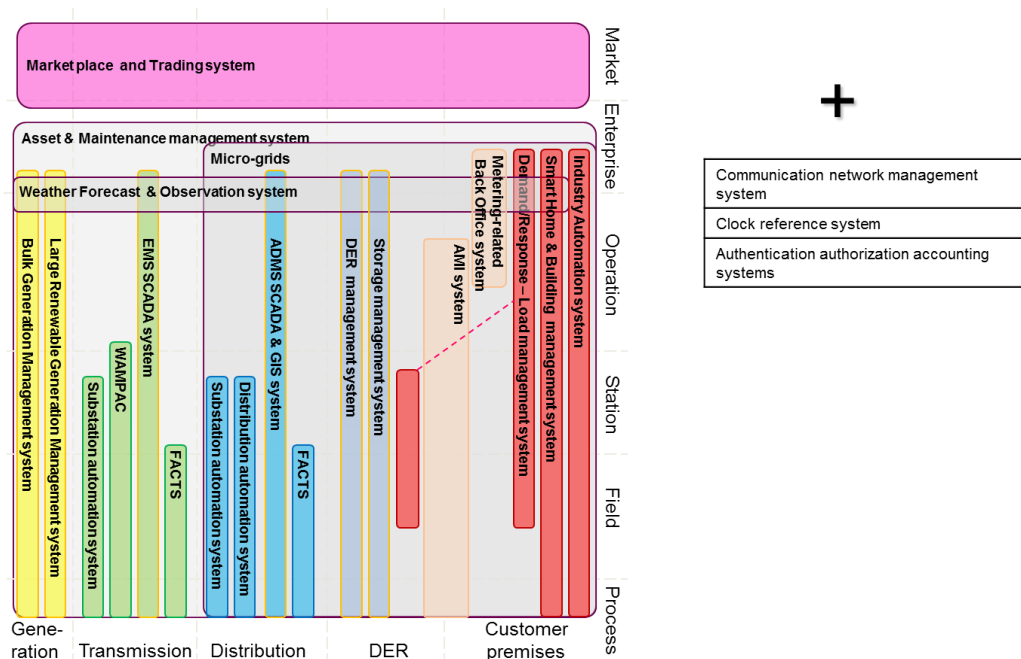 Marketplace and Trading system
Asset & Maintenance management system
Micro-grids
Weather Forecast & Observation system
Bulk Generation Management system
Large Renewable Generation Management system
Substation automation system
WAMPAC
EMS SCADA system
FACTS
Substation automation system
Distribution automation system
ADMS SCADA & GIS system
FACTS
DER management system
Storage management system
AMI system
Metering-related
Back Office system
Demand/Response – Load management system
Smart Home & Building management system
Industry Automation system
Market
Enterprise
Operation
Station
Field
Process
Gene-
ration
Transmission
Distribution
DER
Customer
premises
+
Communication network management
system
Clock reference system
Authentication authorization accounting
systems